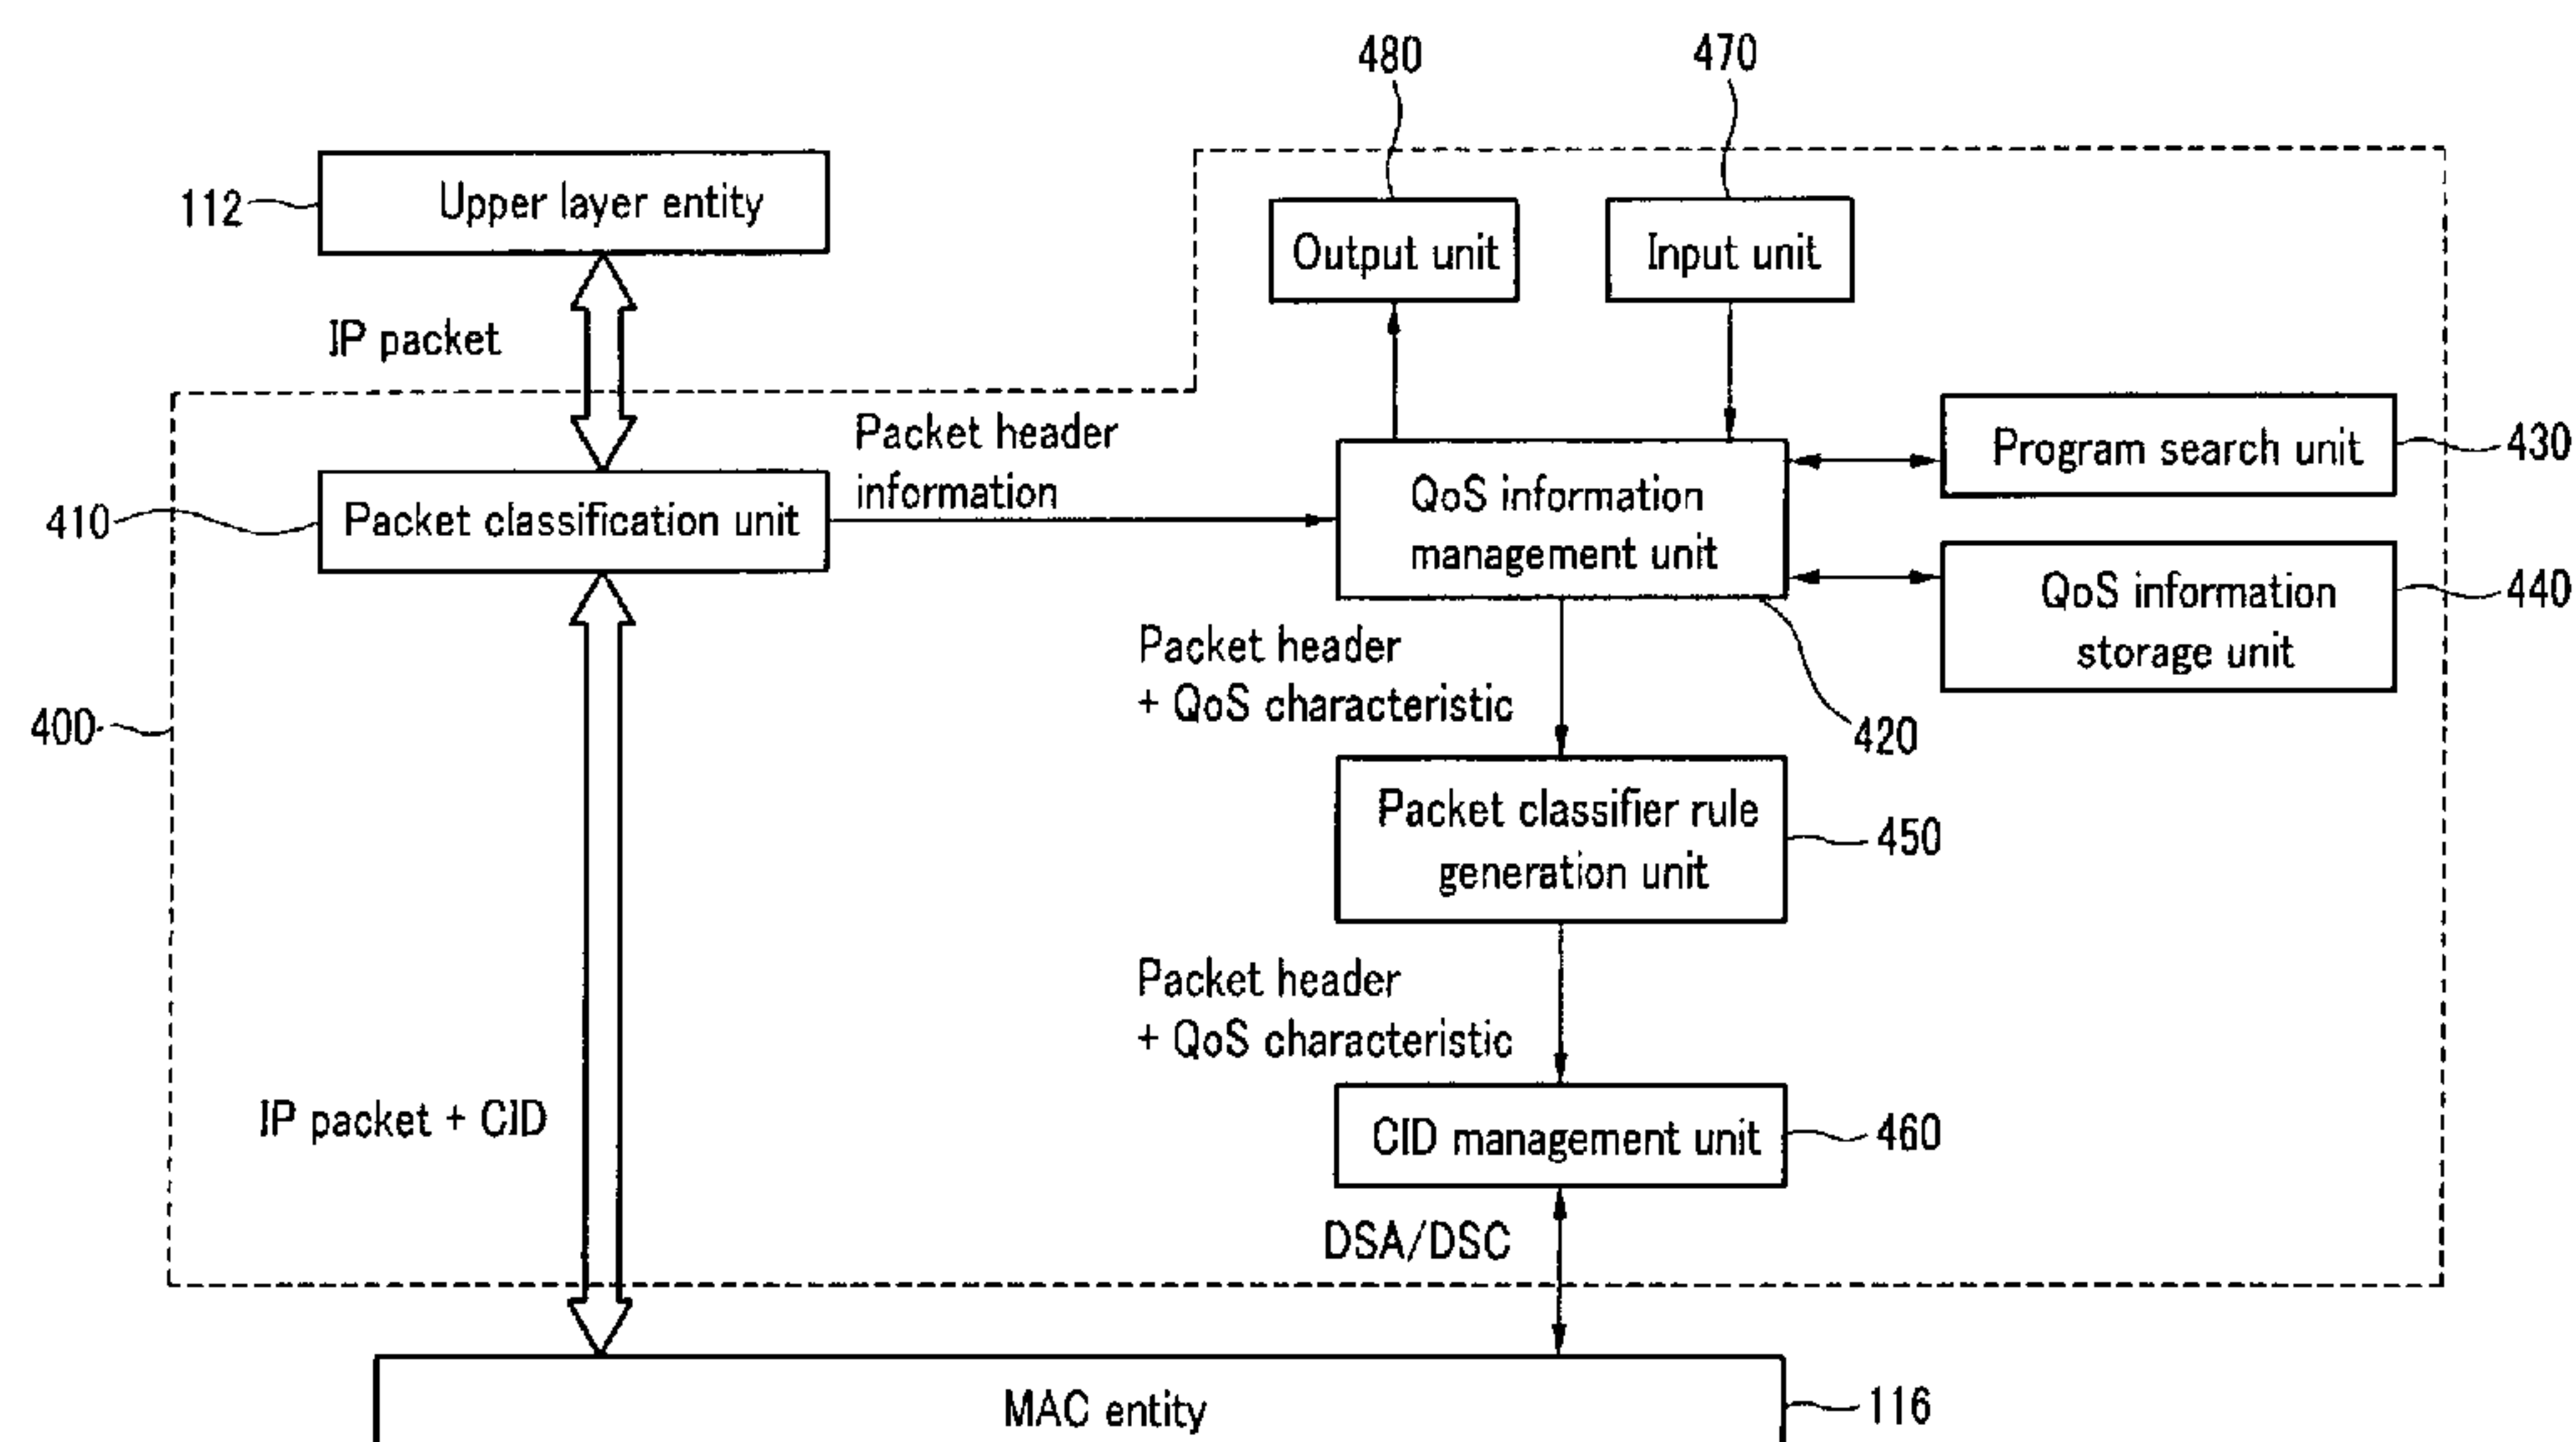 480
470
112
Upper layer entity
Output unit
Input unit
IP packet
Packet header
information
Program search unit
430
410
Packet classification unit
QoS information
management unit
QoS information
storage unit
440
Packet header
+ QoS characteristic
420
400
Packet classifier rule
generation unit
450
Packet header
+ QoS characteristic
IP packet + CID
CID management unit
460
DSA/DSC
MAC entity
116